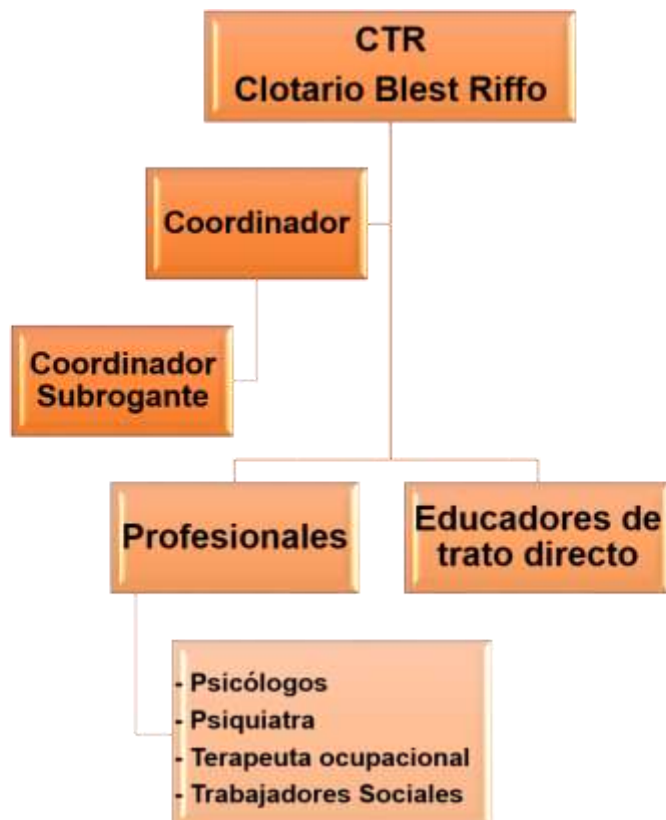 CTR
Clotario Blest Riffo
Coordinador
Coordinador
Subrogante
Profesionales
Educadores de
trato directo
- Psicólogos
- Psiquiatra
- Terapeuta ocupacional
- Trabajadores Sociales